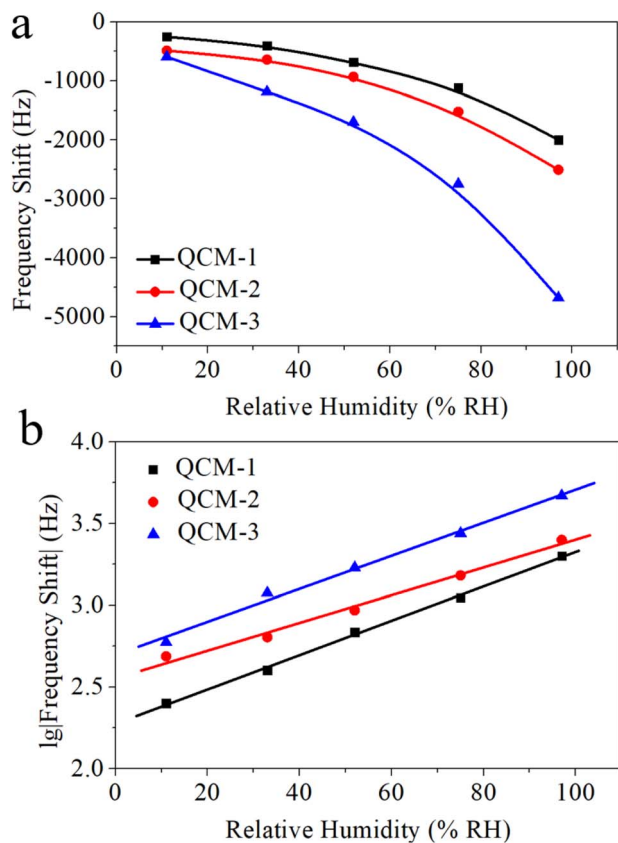 a
0
-1000
-2000
-3000
-4000
-5000
Frequency Shift (Hz)
QCM-1
QCM-2
QCM-3
0 20 40 60 80 100
Relative Humidity (% RH)
b
4.0
3.5
3.0
2.5
2.0
lg|Frequency Shift| (Hz)
QCM-1
QCM-2
QCM-3
0 20 40 60 80 100
Relative Humidity (% RH)